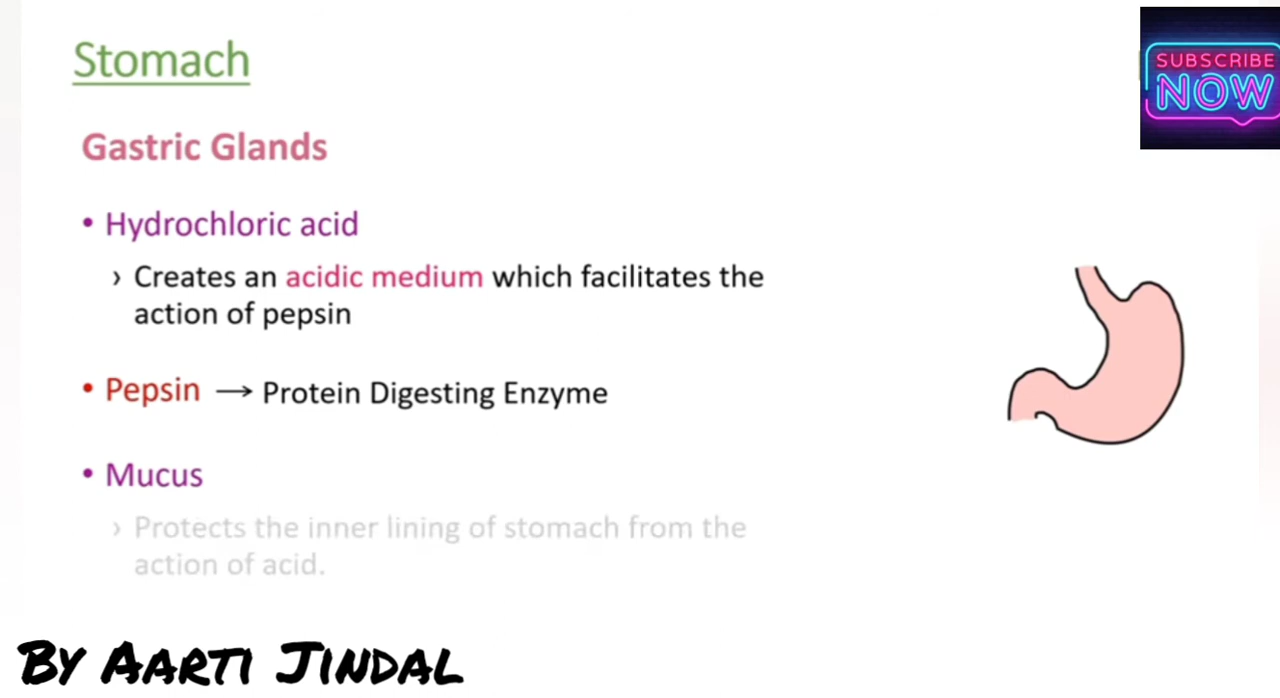 Stomach
SUBSCRIBE
NOW
Gastric Glands
• Hydrochloric acid
› Creates an acidic medium which facilitates the
action of pepsin
• Pepsin → Protein Digesting Enzyme
• Mucus
› Protects the inner lining of stomach from the
action of acid.
By Aarti Jindal